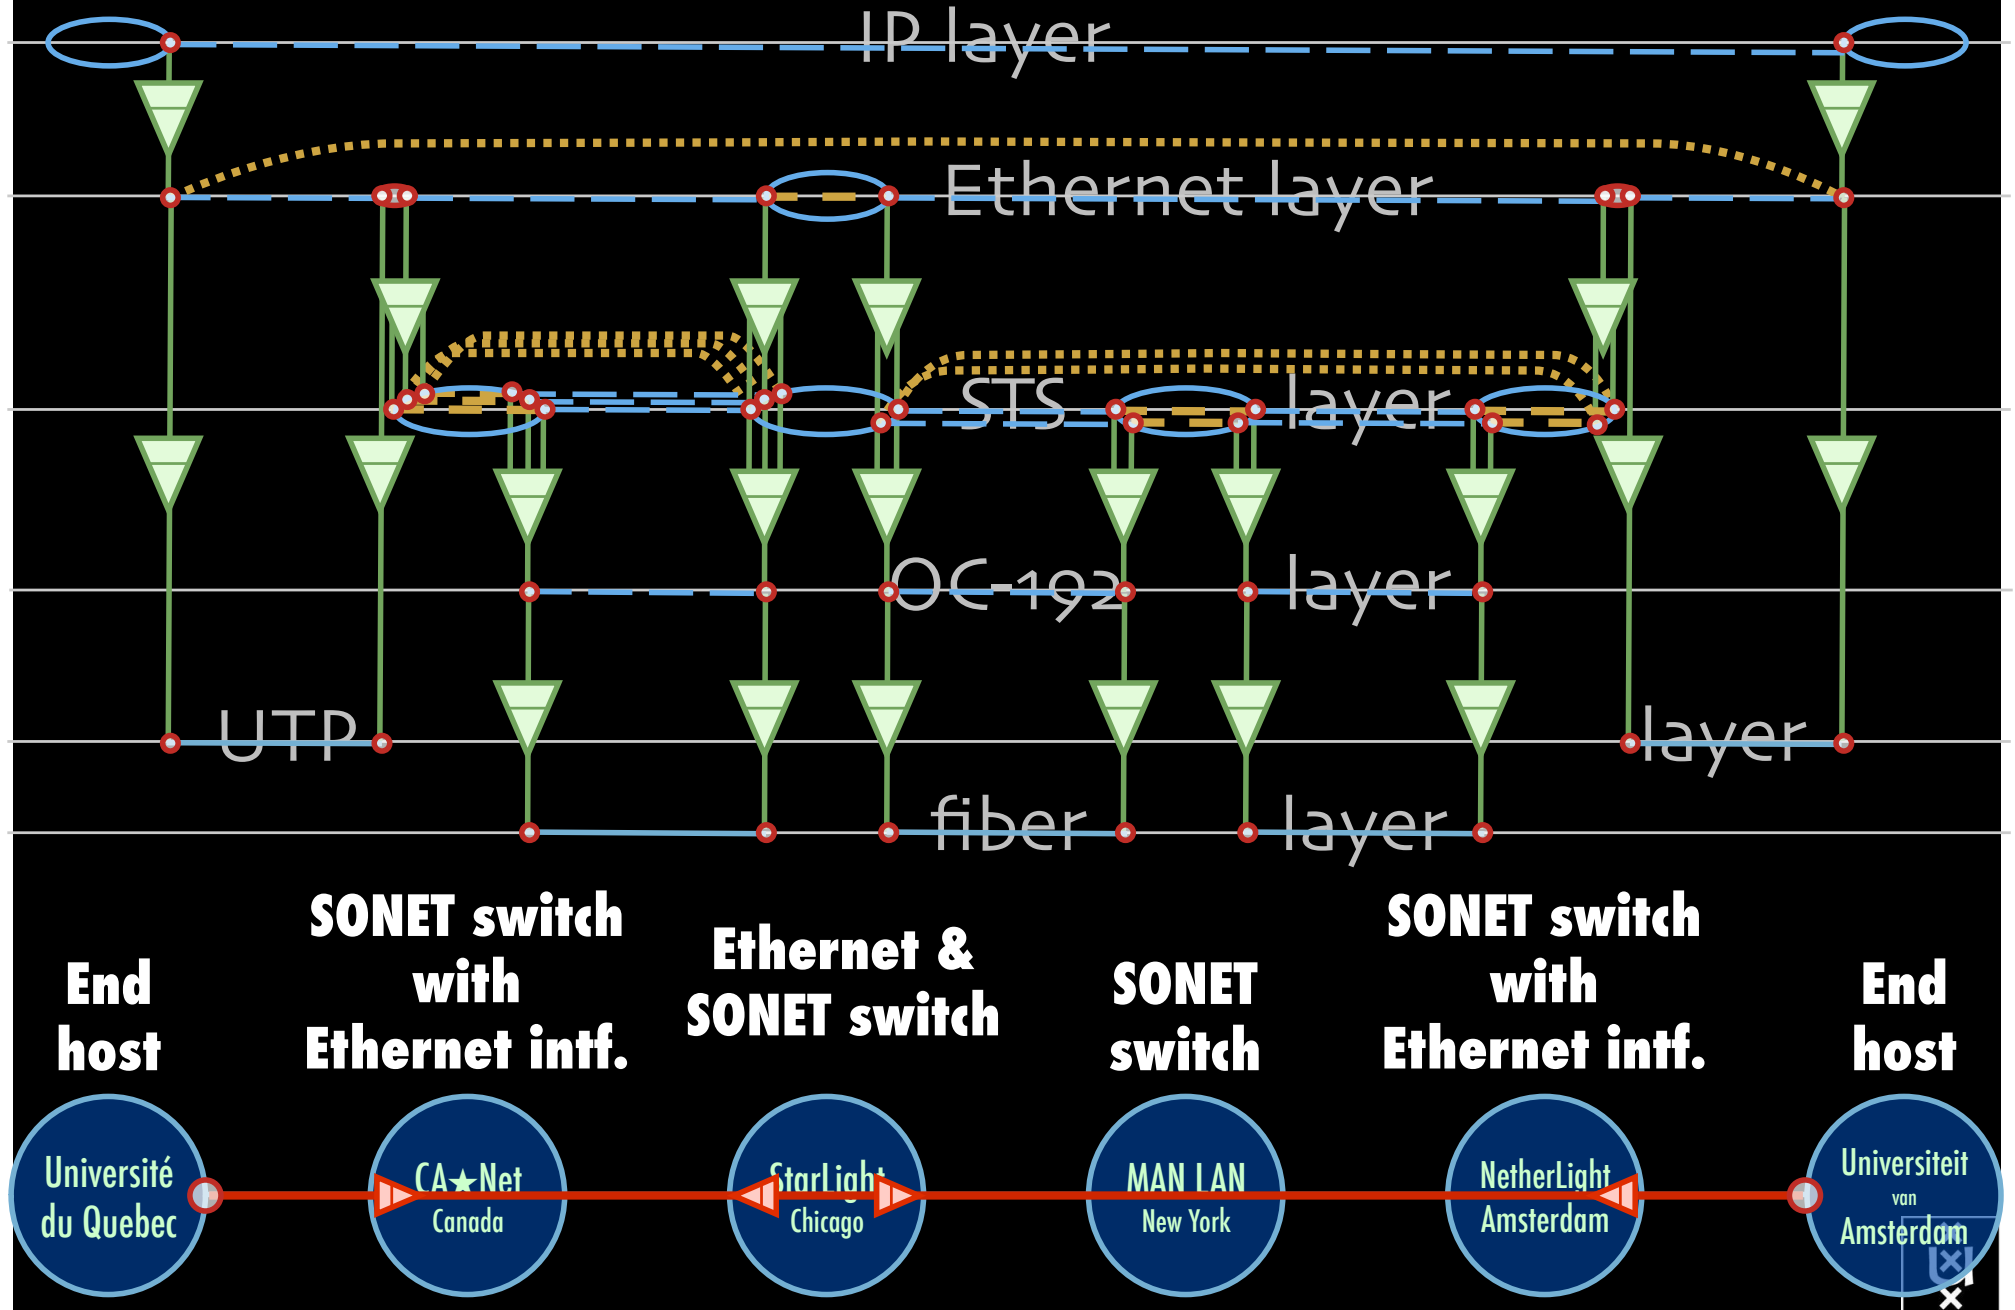 IP layer
Ethernet layer
STS layer
OC-192 layer
UTP layer
fiber layer
End
host
SONET switch
with
Ethernet intf.
Ethernet &
SONET switch
SONET
switch
SONET switch
with
Ethernet intf.
End
host
Université
du Quebec
CA★Net
Canada
StarLight
Chicago
MAN LAN
New York
NetherLight
Amsterdam
Universiteit
van
Amsterdam